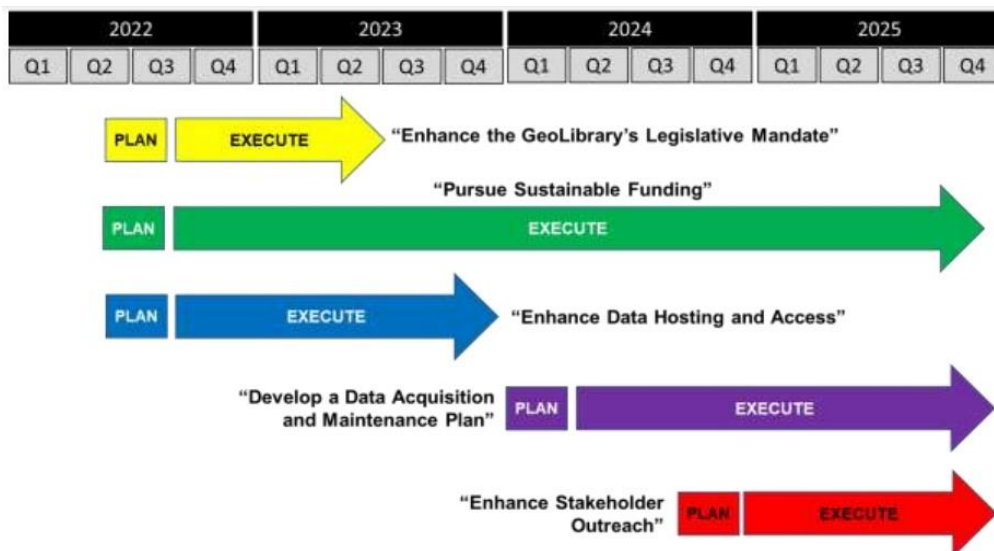 2022 2023 2024 2025
Q1 Q2 Q3 Q4 Q1 Q2 Q3 Q4 Q1 Q2 Q3 Q4 Q1 Q2 Q3 Q4
PLAN EXECUTE “Enhance the GeoLibrary’s Legislative Mandate”
“Pursue Sustainable Funding”
PLAN EXECUTE
PLAN EXECUTE “Enhance Data Hosting and Access”
“Develop a Data Acquisition
and Maintenance Plan” PLAN EXECUTE
“Enhance Stakeholder
Outreach” PLAN EXECUTE